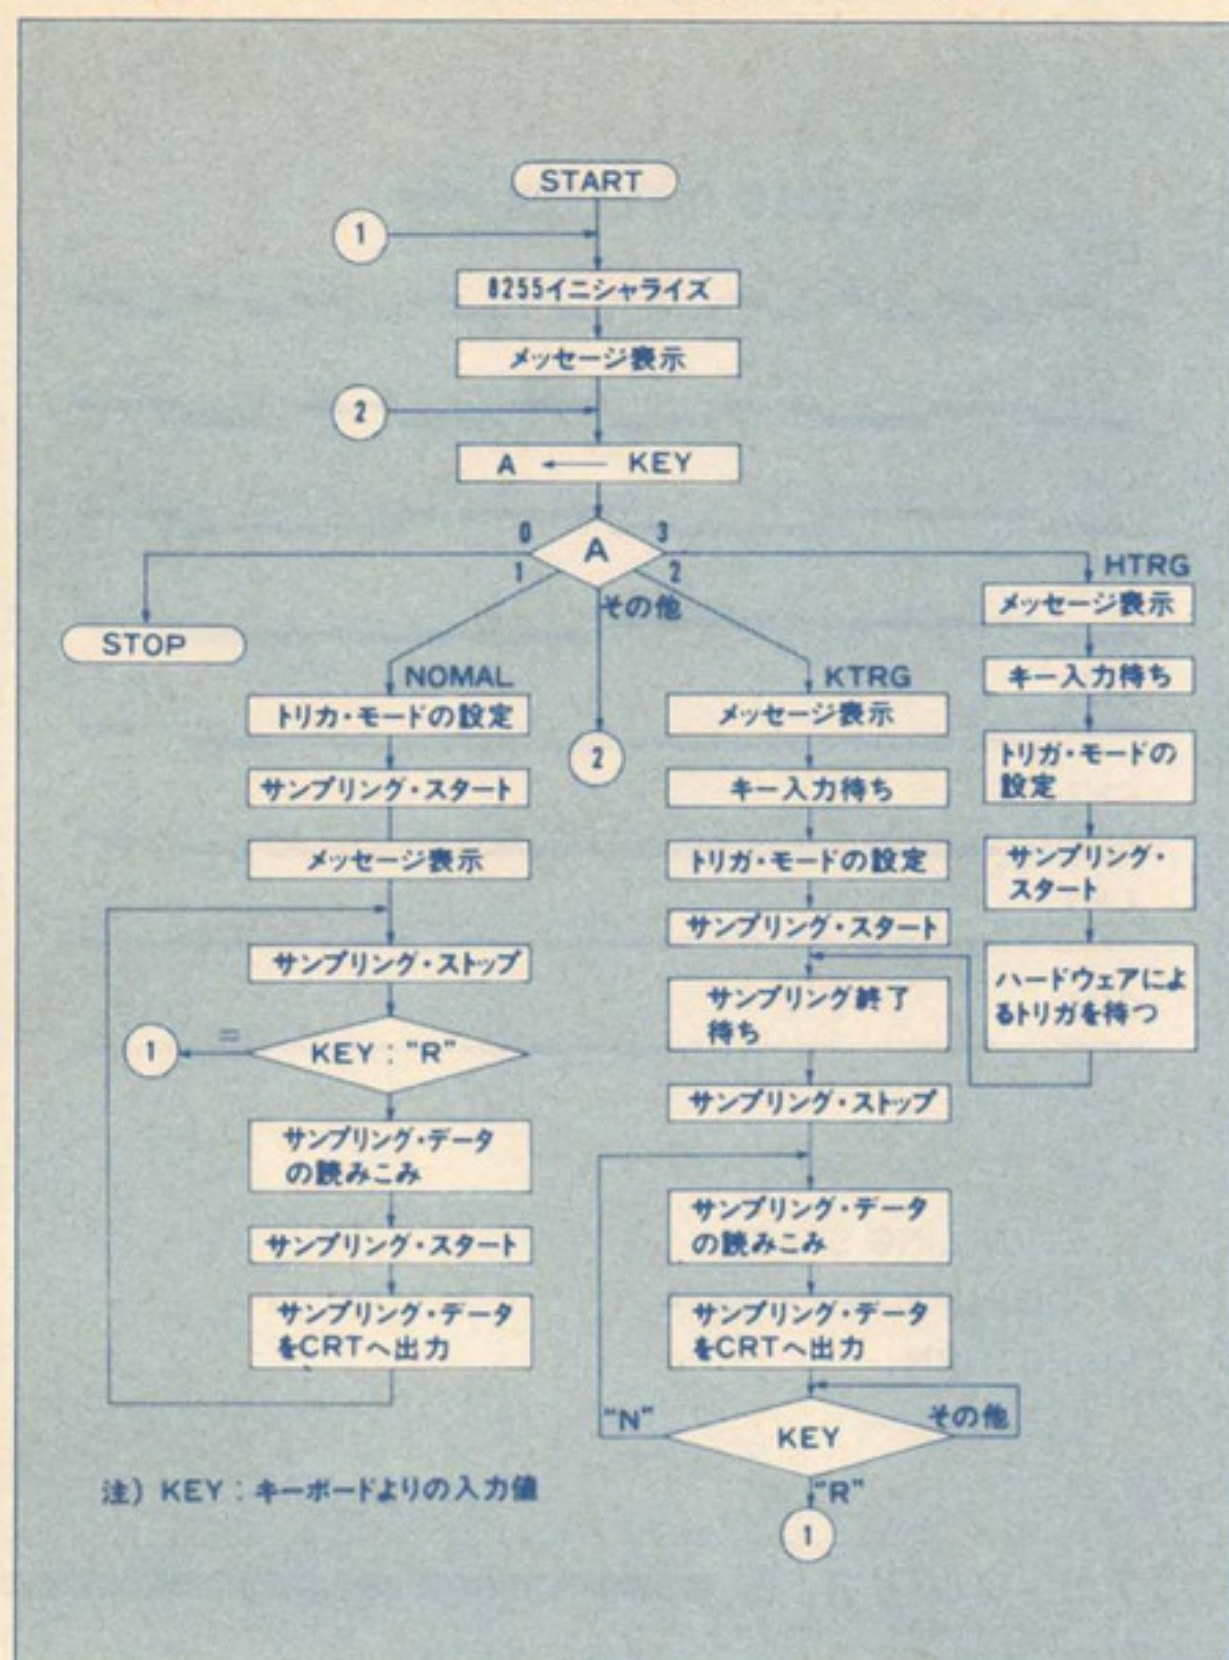 START
1
8255イニシャライズ
メッセージ表示
2
A ← KEY
A
0
1
3
2
その他
STOP
NOMAL
トリカ・モードの設定
サンプリング・スタート
メッセージ表示
サンプリング・ストップ
KEY : "R"
=
1
サンプリング・データ
の読みこみ
サンプリング・スタート
サンプリング・データ
をCRTへ出力
2
KTRG
メッセージ表示
キー入力待ち
トリガ・モードの設定
サンプリング・スタート
サンプリング終了
待ち
サンプリング・ストップ
サンプリング・データ
の読みこみ
サンプリング・データ
をCRTへ出力
KEY
"N"
その他
"R"
1
HTRG
メッセージ表示
キー入力待ち
トリガ・モードの
設定
サンプリング・
スタート
ハードウェアによ
るトリガを待つ
注) KEY : キーボードよりの入力値